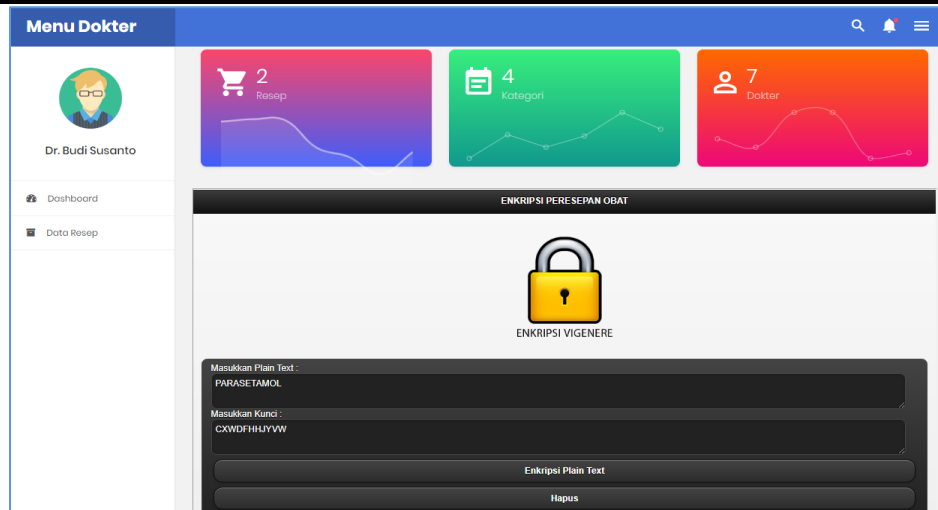 Menu Dokter
2
Resep
4
Kategori
7
Dokter
Dr. Budi Susanto
Dashboard
Data Resep
ENKRIPSI PERESEPAN OBAT
ENKRIPSI VIGENERE
Masukkan Plain Text :
PARASETAMOL
Masukkan Kunci :
CXWDFHHJYVW
Enkripsi Plain Text
Hapus